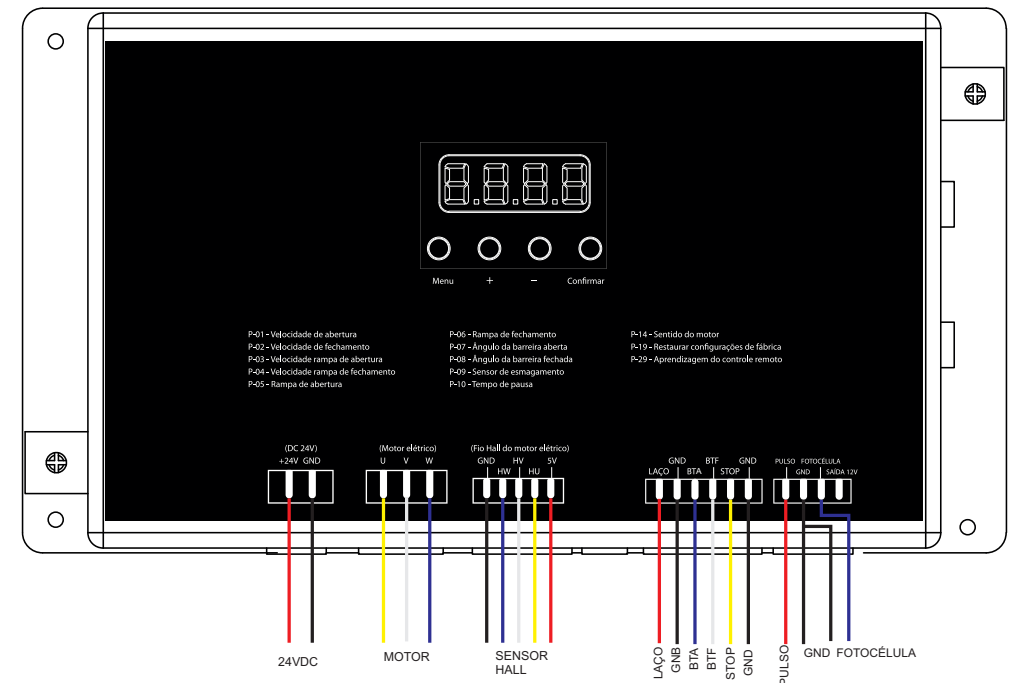 8.8.8.8
Menu + − Confirmar
P-01 - Velocidade de abertura
P-02 - Velocidade de fechamento
P-03 - Velocidade rampa de abertura
P-04 - Velocidade rampa de fechamento
P-05 - Rampa de abertura
P-06 - Rampa de fechamento
P-07 - Ângulo da barreira aberta
P-08 - Ângulo da barreira fechada
P-09 - Sensor de esmagamento
P-10 - Tempo de pausa
P-14 - Sentido do motor
P-19 - Restaurar configurações de fábrica
P-29 - Aprendizagem do controle remoto
(DC 24V)
+24V GND
(Motor elétrico)
U V W
(Fio Hall do motor elétrico)
GND HV 5V
HW HU
GND BTF GND
LAÇO BTA STOP
PULSO FOTOCÉLULA
GND SAÍDA 12V
24VDC
MOTOR
SENSOR
HALL
LAÇO
GNB
BTA
BTF
STOP
GND
PULSO
GND FOTOCÉLULA